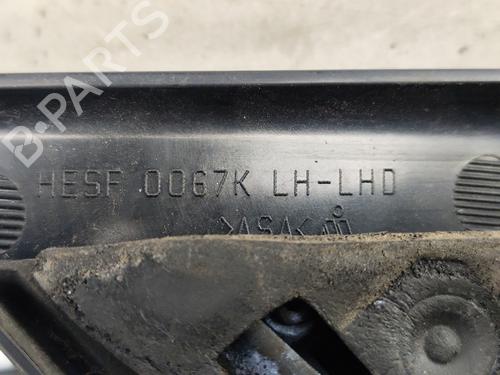 B-PARTS
HESF 0067K LH-LHD
>ASA<